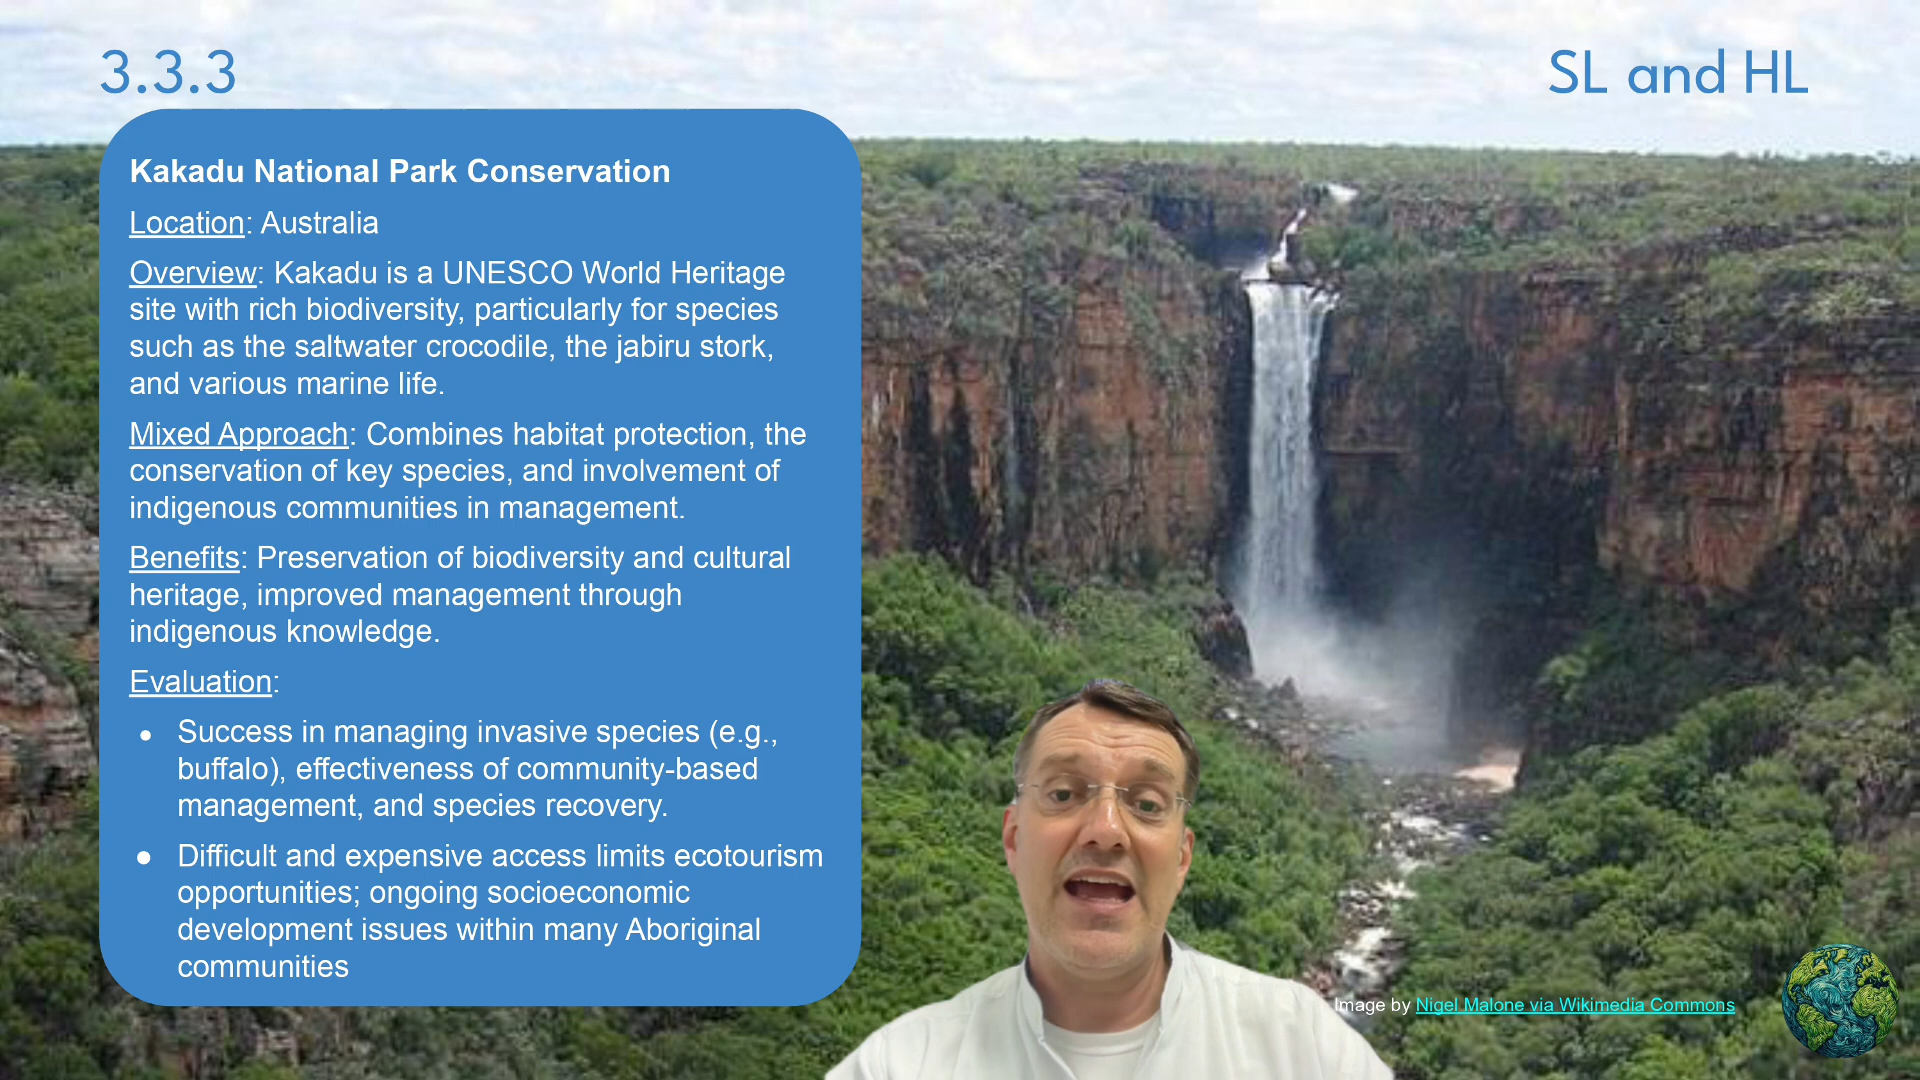 3.3.3
SL and HL
Kakadu National Park Conservation
Location: Australia
Overview: Kakadu is a UNESCO World Heritage
site with rich biodiversity, particularly for species
such as the saltwater crocodile, the jabiru stork,
and various marine life.
Mixed Approach: Combines habitat protection, the
conservation of key species, and involvement of
indigenous communities in management.
Benefits: Preservation of biodiversity and cultural
heritage, improved management through
indigenous knowledge.
Evaluation:
● Success in managing invasive species (e.g.,
buffalo), effectiveness of community-based
management, and species recovery.
● Difficult and expensive access limits ecotourism
opportunities; ongoing socioeconomic
development issues within many Aboriginal
communities
Image by Nigel Malone via Wikimedia Commons